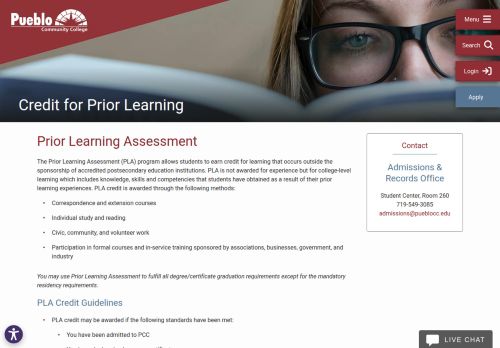 Pueblo
Community College
Menu
Search
Login
Apply
Credit for Prior Learning
Prior Learning Assessment
The Prior Learning Assessment (PLA) program allows students to earn credit for learning that occurs outside the
sponsorship of accredited postsecondary education institutions. PLA is not awarded for experience but for college-
level learning which includes knowledge, skills and competencies that students have obtained as a result of their prior
learning experiences. PLA credit is awarded through the following methods:
• Correspondence and extension courses
• Individual study and reading
• Civic, community, and volunteer work
• Participation in formal courses and in-service training sponsored by associations, businesses, government, and
industry
You may use Prior Learning Assessment to fulfill all degree/certificate graduation requirements except for the mandatory
residency requirements.
PLA Credit Guidelines
• PLA credit may be awarded if the following standards have been met:
• You have been admitted to PCC
Contact
Admissions &
Records Office
Student Center, Room 260
719-549-3085
admissions@pueblocc.edu
LIVE CHAT